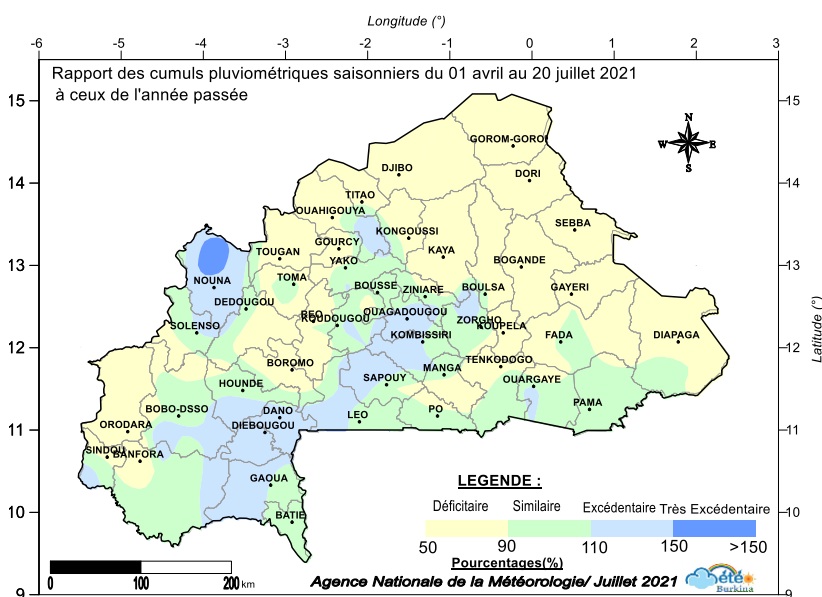 Longitude (°)
-6 -5 -4 -3 -2 -1 0 1 2 3
Rapport des cumuls pluviométriques saisonniers du 01 avril au 20 juillet 2021
à ceux de l'année passée
15 15
N
GOROM-GOROM
W E
S
DJIBO
DORI
14 14
TITAO
OUAHIGOUYA
SEBBA
KONGOUSSI
GOURCY
KAYA
TOUGAN
YAKO
BOGANDE
13 13
NOUNA
TOMA
BOUSSE
ZINIARE
BOULSA
GAYERI
DEDOUGOU
REO
KOUDOUGOU
OUAGADOUGOU
ZORGHO
KOUPELA
SOLENSO
KOMBISSIRI
FADA
DIAPAGA
12 12
Latitude (°)
BOROMO
TENKODOGO
MANGA
SAPOUY
OUARGAYE
HOUNDE
PAMA
BOBO-DSSO
DANO
LEO
PO
ORODARA
DIEBOUGOU
11 11
SINDOU
BANFORA
GAOUA
LEGENDE :
Déficitaire Similaire Excédentaire Très Excédentaire
BATIE
10 10
50 90 110 150 >150
Pourcentages(%)
0 100 200 km
Agence Nationale de la Météorologie/ Juillet 2021
météo
Burkina
9 9